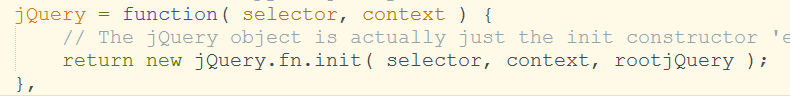 jQuery = function( selector, context ) {
// The jQuery object is actually just the init constructor 'e
return new jQuery.fn.init( selector, context, rootjQuery );
},